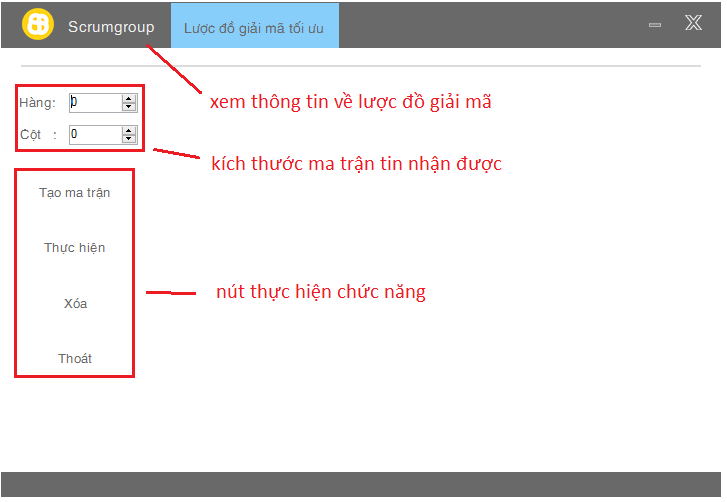 Scrumgroup
Lược đồ giải mã tối ưu
xem thông tin về lược đồ giải mã
Hàng: 0
Cột : 0
kích thước ma trận tin nhận được
Tạo ma trận
Thực hiện
nút thực hiện chức năng
Xóa
Thoát